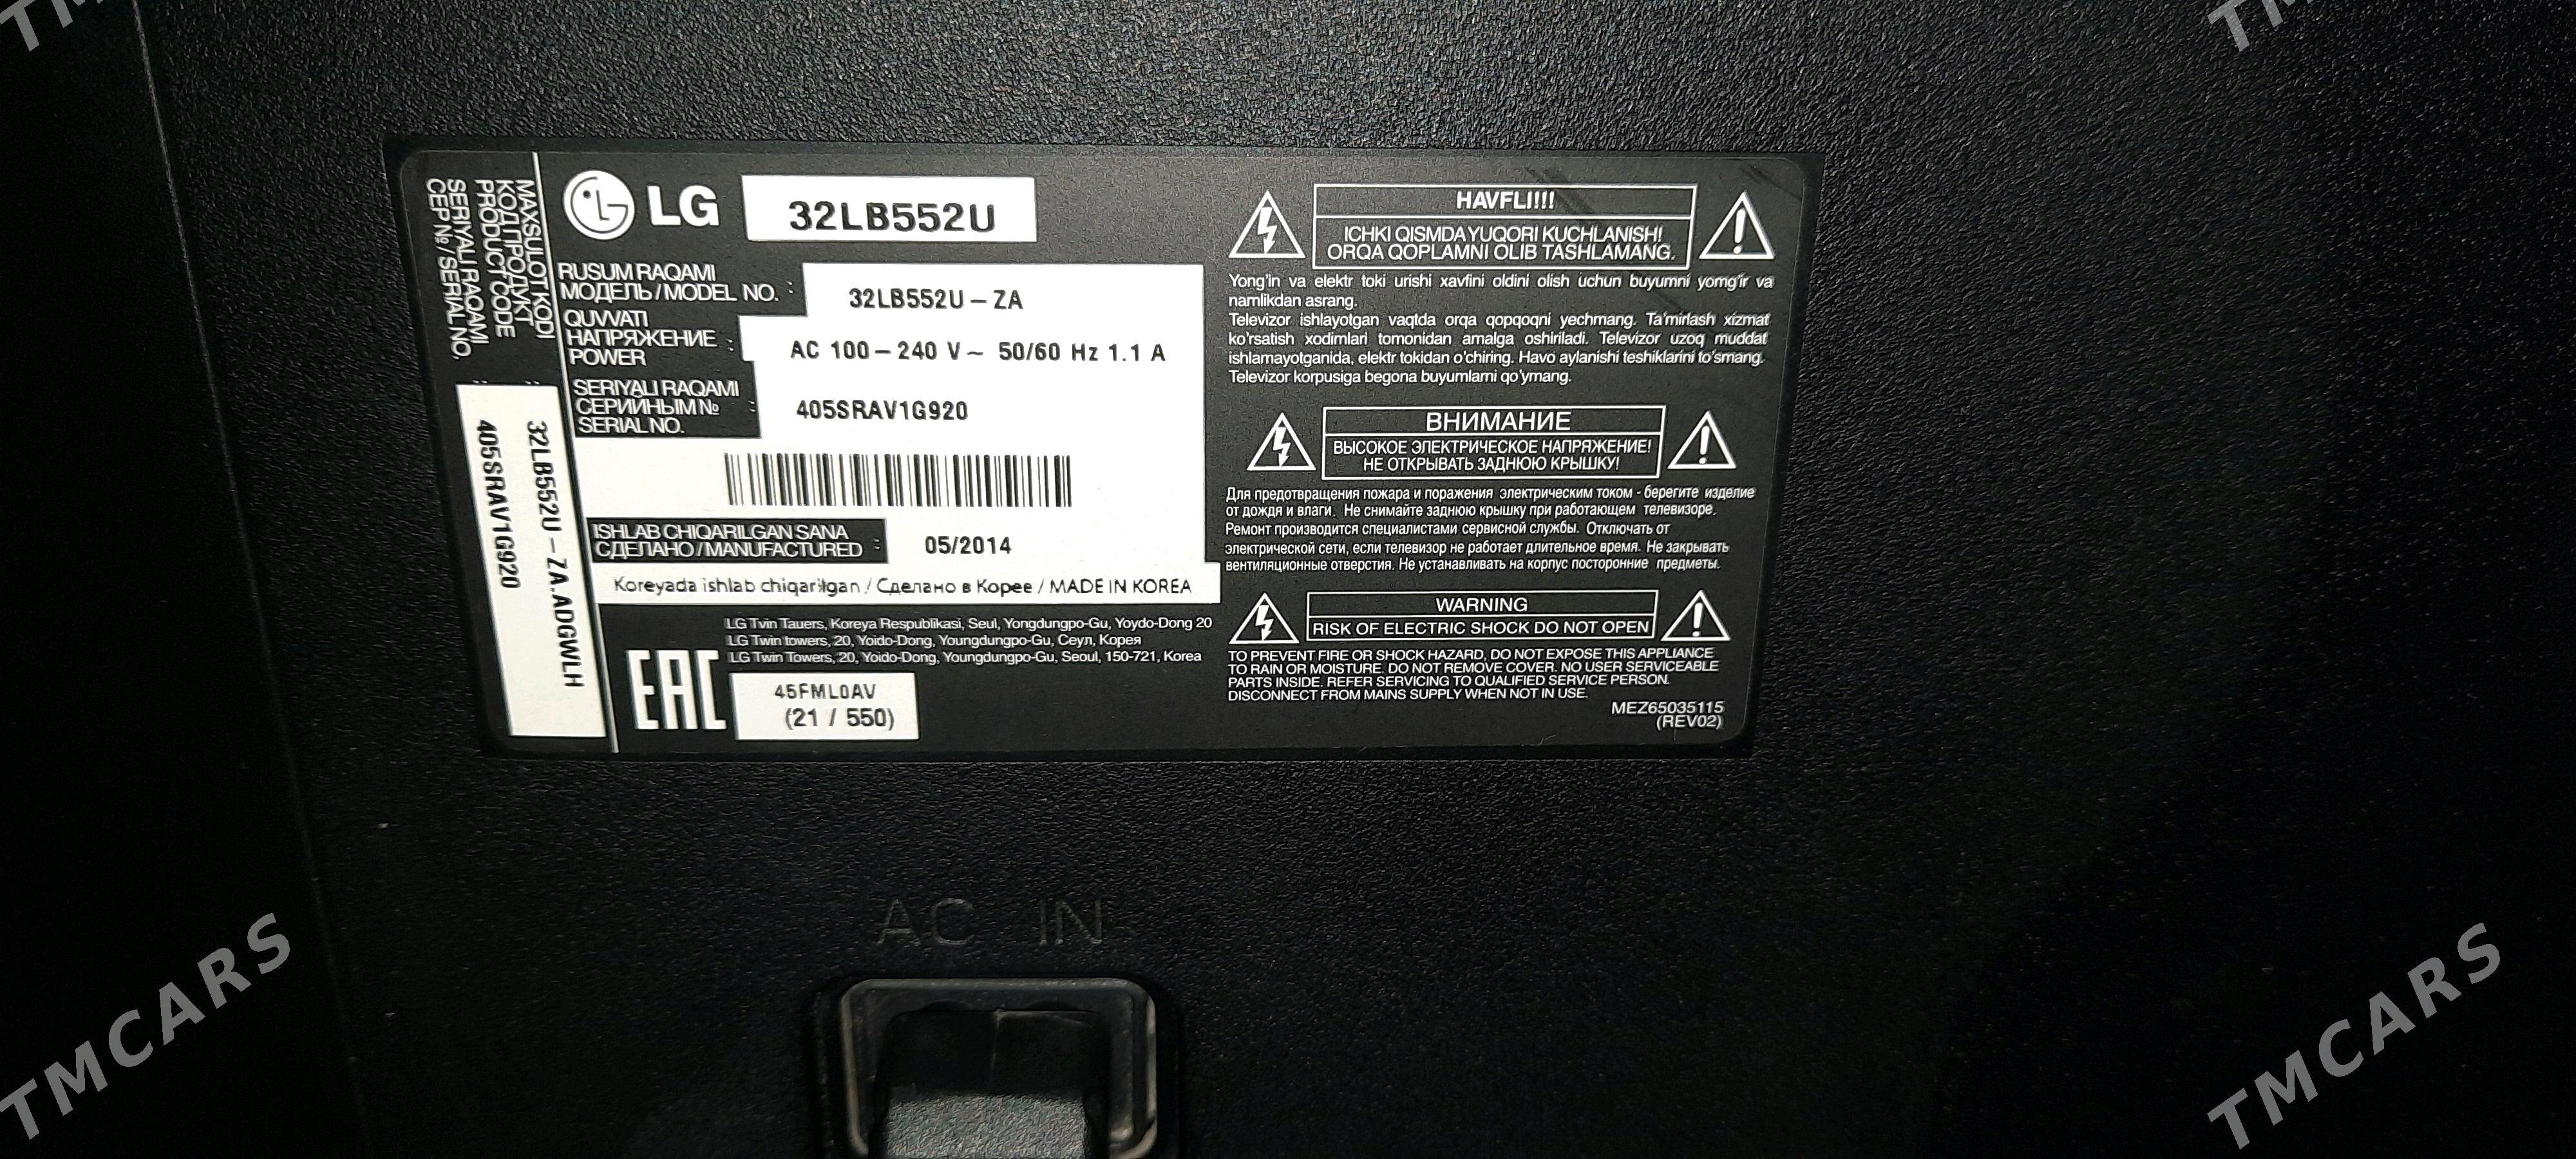 MAXSULOT KODI
КОД ПРОДУКТ
PRODUCT CODE
SERIYALI RAQAMI
СЕР № / SERIAL NO.
32LB552U-ZA.ADGWLH
405SRAV1G920
LG 32LB552U
RUSUM RAQAMI
МОДЕЛЬ / MODEL NO. : 32LB552U-ZA
QUVVATI
НАПРЯЖЕНИЕ : AC 100-240 V~ 50/60 Hz 1.1 A
POWER
SERIYALI RAQAMI
СЕРИЙНЫМ № : 405SRAV1G920
SERIAL NO.
ISHLAB CHIQARILGAN SANA
СДЕЛАНО / MANUFACTURED : 05/2014
Koreyada ishlab chiqarilgan / Сделано в Корее / MADE IN KOREA
LG Tvin Tauers, Koreya Respublikasi, Seul, Yongdungpo-Gu, Yoydo-Dong 20
LG Twin towers, 20, Yoido-Dong, Youngdungpo-Gu, Сеул, Корея
LG Twin Towers, 20, Yoido-Dong, Youngdungpo-Gu, Seoul, 150-721, Korea
EAC
45FML0AV
(21 / 550)
HAVFLI!!!
ICHKI QISMDA YUQORI KUCHLANISH!
ORQA QOPLAMNI OLIB TASHLAMANG.
Yong'in va elektr toki urishi xavfini oldini olish uchun buyumni yomg'ir va
namlikdan asrang.
Televizor ishlayotgan vaqtda orqa qopqoqni yechmang. Ta'mirlash xizmat
ko'rsatish xodimlari tomonidan amalga oshiriladi. Televizor uzoq muddat
ishlamayotganida, elektr tokidan o'chiring. Havo aylanishi teshiklarini to'smang.
Televizor korpusiga begona buyumlarni qo'ymang.
ВНИМАНИЕ
ВЫСОКОЕ ЭЛЕКТРИЧЕСКОЕ НАПРЯЖЕНИЕ!
НЕ ОТКРЫВАТЬ ЗАДНЮЮ КРЫШКУ!
Для предотвращения пожара и поражения электрическим током - берегите изделие
от дождя и влаги. Не снимайте заднюю крышку при работающем телевизоре.
Ремонт производится специалистами сервисной службы. Отключать от
электрической сети, если телевизор не работает длительное время. Не закрывать
вентиляционные отверстия. Не устанавливать на корпус посторонние предметы.
WARNING
RISK OF ELECTRIC SHOCK DO NOT OPEN
TO PREVENT FIRE OR SHOCK HAZARD, DO NOT EXPOSE THIS APPLIANCE
TO RAIN OR MOISTURE. DO NOT REMOVE COVER. NO USER SERVICEABLE
PARTS INSIDE. REFER SERVICING TO QUALIFIED SERVICE PERSON.
DISCONNECT FROM MAINS SUPPLY WHEN NOT IN USE.
MEZ65035115
(REV02)
AC IN
TMCARS
TMCARS